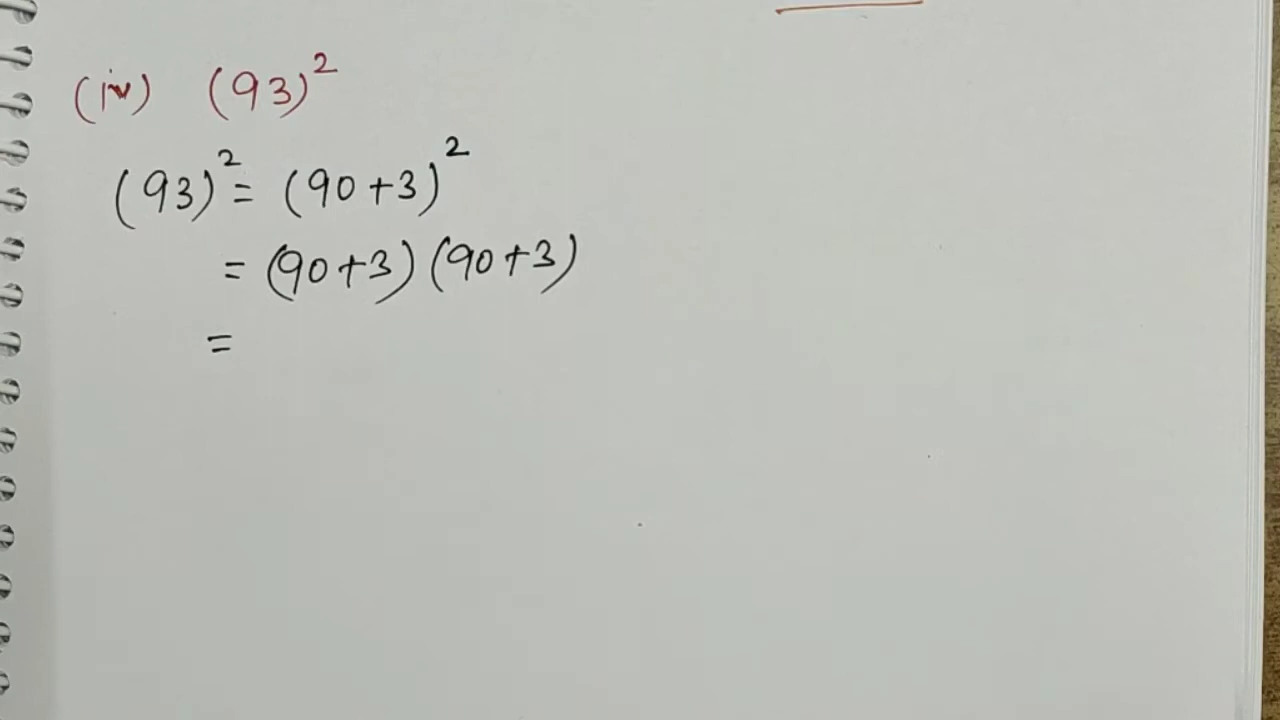 (iv) (93)²
(93)² = (90+3)²
= (90+3)(90+3)
=